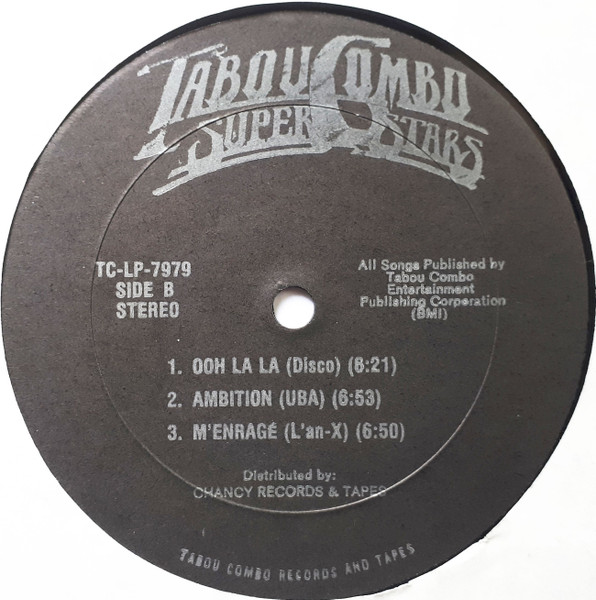 TABOU COMBO
SUPER STARS
TC-LP-7979
SIDE B
STEREO
All Songs Published by
Tabou Combo
Entertainment
Publishing Corporation
(BMI)
1. OOH LA LA (Disco) (6:21)
2. AMBITION (UBA) (6:53)
3. M'ENRAGÉ (L'an-X) (6:50)
Distributed by:
CHANCY RECORDS & TAPES
TABOU COMBO RECORDS AND TAPES